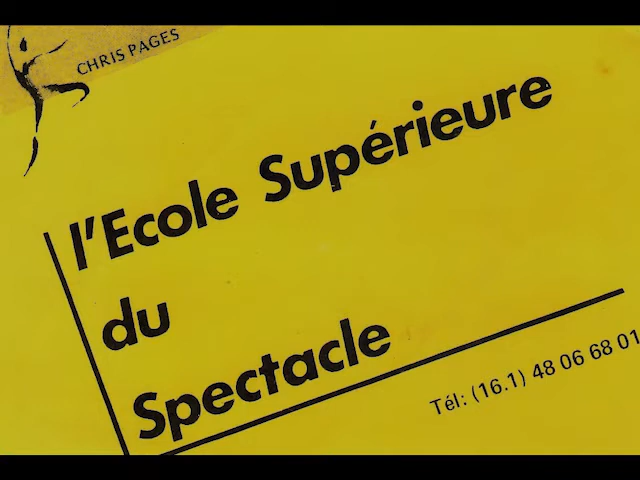 CHRIS PAGES
l'Ecole Supérieure
du
Spectacle
Tél: (16.1) 48 06 68 01